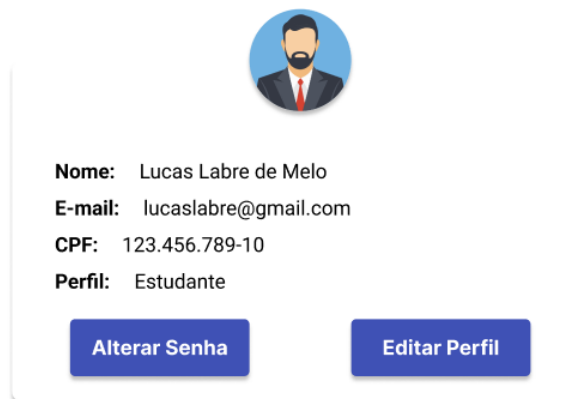 Nome: Lucas Labre de Melo
E-mail: lucaslabre@gmail.com
CPF: 123.456.789-10
Perfil: Estudante
Alterar Senha Editar Perfil